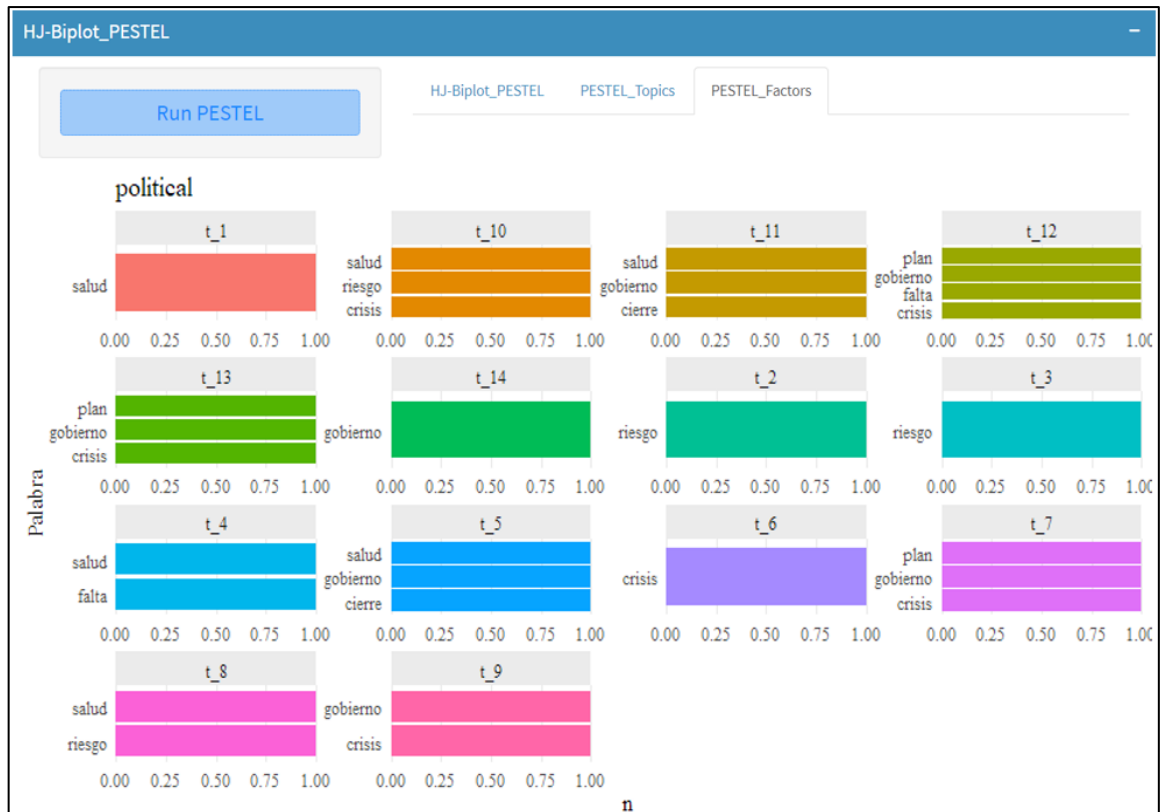 HJ-Biplot_PESTEL
−
Run PESTEL
HJ-Biplot_PESTEL PESTEL_Topics PESTEL_Factors
political
t_1 t_10 t_11 t_12
salud
salud
riesgo
crisis
salud
gobierno
cierre
plan
gobierno
falta
crisis
0.00 0.25 0.50 0.75 1.00 0.00 0.25 0.50 0.75 1.00 0.00 0.25 0.50 0.75 1.00 0.00 0.25 0.50 0.75 1.00
t_13 t_14 t_2 t_3
plan
gobierno
crisis
gobierno
riesgo
riesgo
0.00 0.25 0.50 0.75 1.00 0.00 0.25 0.50 0.75 1.00 0.00 0.25 0.50 0.75 1.00 0.00 0.25 0.50 0.75 1.00
Palabra
t_4 t_5 t_6 t_7
salud
falta
salud
gobierno
cierre
crisis
plan
gobierno
crisis
0.00 0.25 0.50 0.75 1.00 0.00 0.25 0.50 0.75 1.00 0.00 0.25 0.50 0.75 1.00 0.00 0.25 0.50 0.75 1.00
t_8 t_9
salud
riesgo
gobierno
crisis
0.00 0.25 0.50 0.75 1.00 0.00 0.25 0.50 0.75 1.00
n